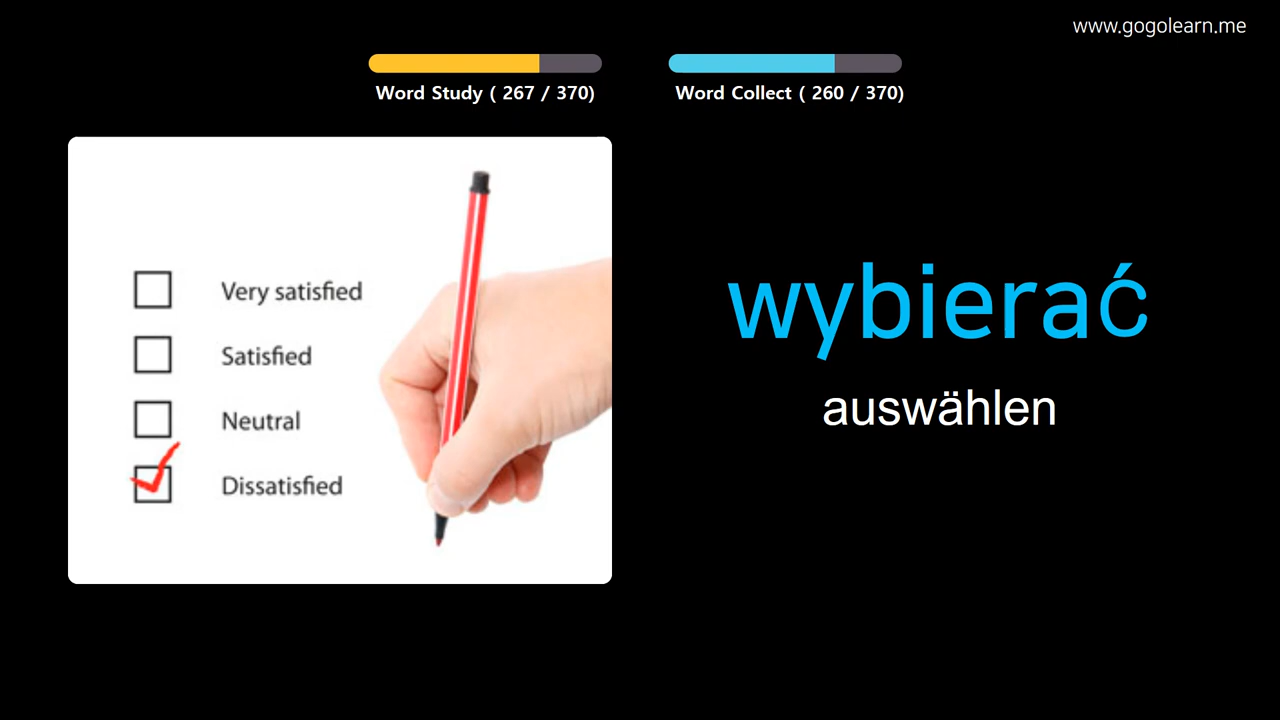 www.gogolearn.me
Word Study ( 267 / 370)
Word Collect ( 260 / 370)
Very satisfied
Satisfied
Neutral
Dissatisfied
wybierać
auswählen